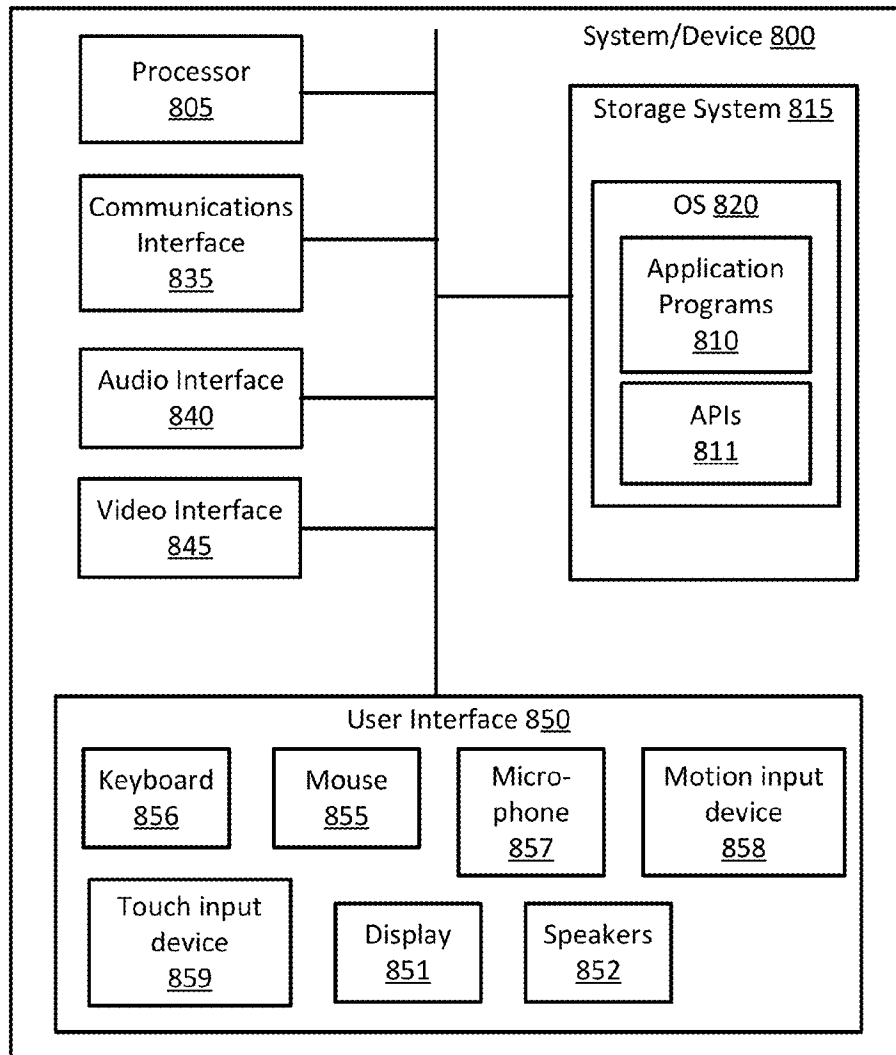 System/Device 800
Processor
805
Communications
Interface
835
Audio Interface
840
Video Interface
845
Storage System 815
OS 820
Application
Programs
810
APIs
811
User Interface 850
Keyboard
856
Mouse
855
Micro-
phone
857
Motion input
device
858
Touch input
device
859
Display
851
Speakers
852